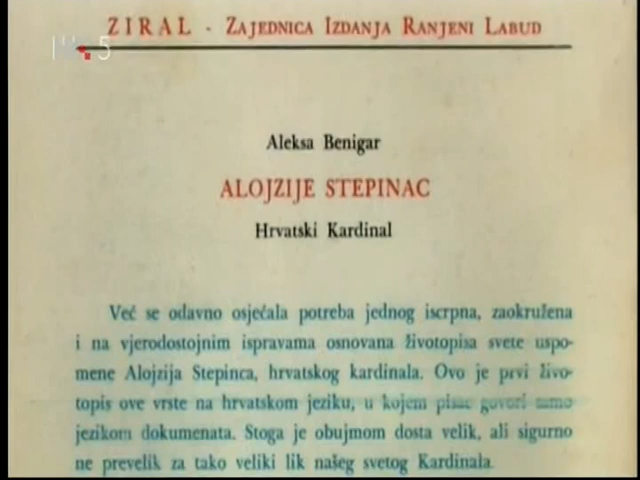 ZIRAL - ZAJEDNICA IZDANJA RANJENI LABUD
Aleksa Benigar
ALOJZIJE STEPINAC
Hrvatski Kardinal
Već se odavno osjećala potreba jednog iscrpna, zaokružena
i na vjerodostojnim ispravama osnovana životopisa svete uspo-
mene Alojzija Stepinca, hrvatskog kardinala. Ovo je prvi živo-
topis ove vrste na hrvatskom jeziku, u kojem pisac govori samo
jezikom dokumenata. Stoga je obujmom dosta velik, ali sigurno
ne prevelik za tako veliki lik našeg svetog Kardinala.